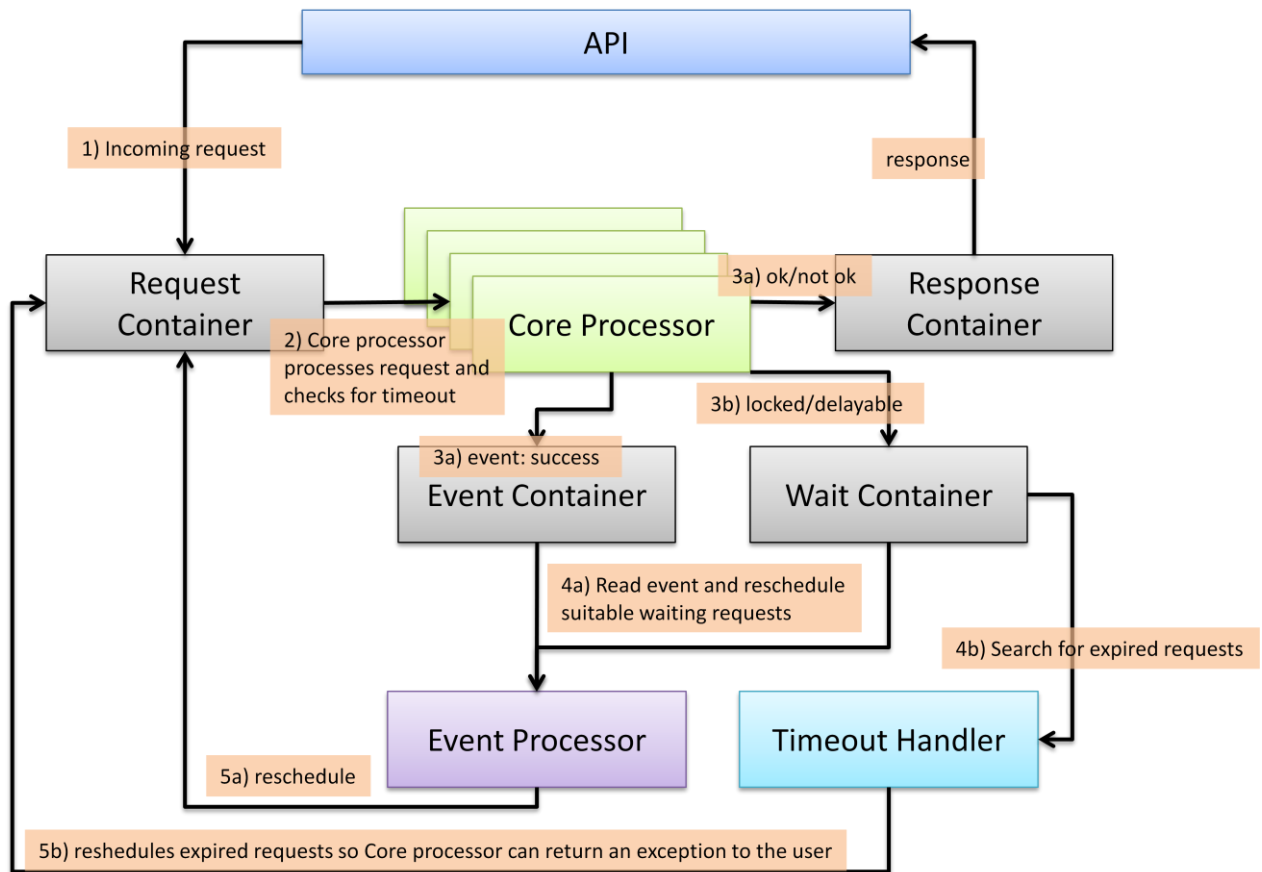 API
1) Incoming request
response
Request
Container
3a) ok/not ok
Response
Container
Core Processor
2) Core processor
processes request and
checks for timeout
3b) locked/delayable
3a) event: success
Event Container
Wait Container
4a) Read event and reschedule
suitable waiting requests
4b) Search for expired requests
Event Processor
Timeout Handler
5a) reschedule
5b) reshedules expired requests so Core processor can return an exception to the user